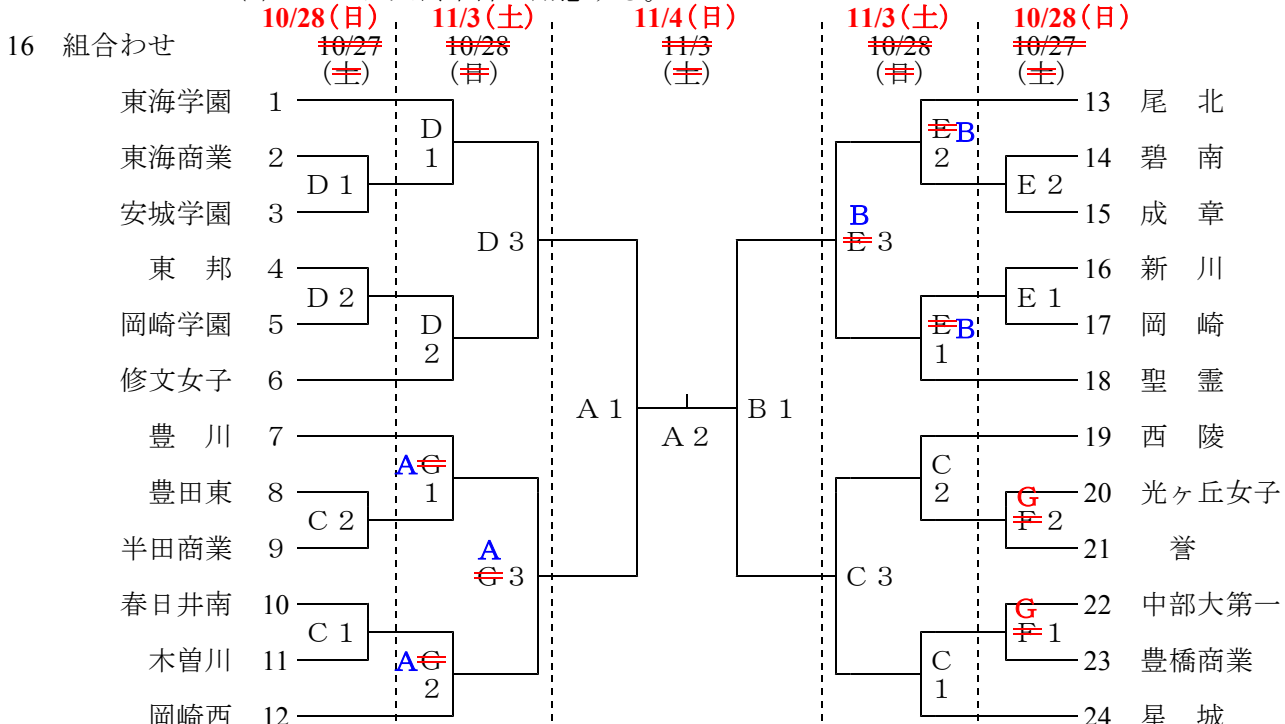 10/28(日) 11/3(土) 11/4(日) 11/3(土) 10/28(日)
16 組合わせ 10/27 10/28 11/3 10/28 10/27
(土) (日) (土) (日) (土)
東海学園 1
D 1
東海商業 2
D 1
安城学園 3
D 3
東 邦 4
D 2
岡崎学園 5
D 2
修文女子 6
A 1
豊 川 7
A G 1
豊田東 8
C 2
半田商業 9
A G 3
春日井南 10
C 1
木曽川 11
A G 2
岡崎西 12
A 2
B 1
13 尾 北
E B 2
14 碧 南
E 2
15 成 章
B E 3
16 新 川
E 1
17 岡 崎
E B 1
18 聖 霊
19 西 陵
C 2
20 光ヶ丘女子
G F 2
21 誉
C 3
22 中部大第一
G F 1
23 豊橋商業
C 1
24 星 城